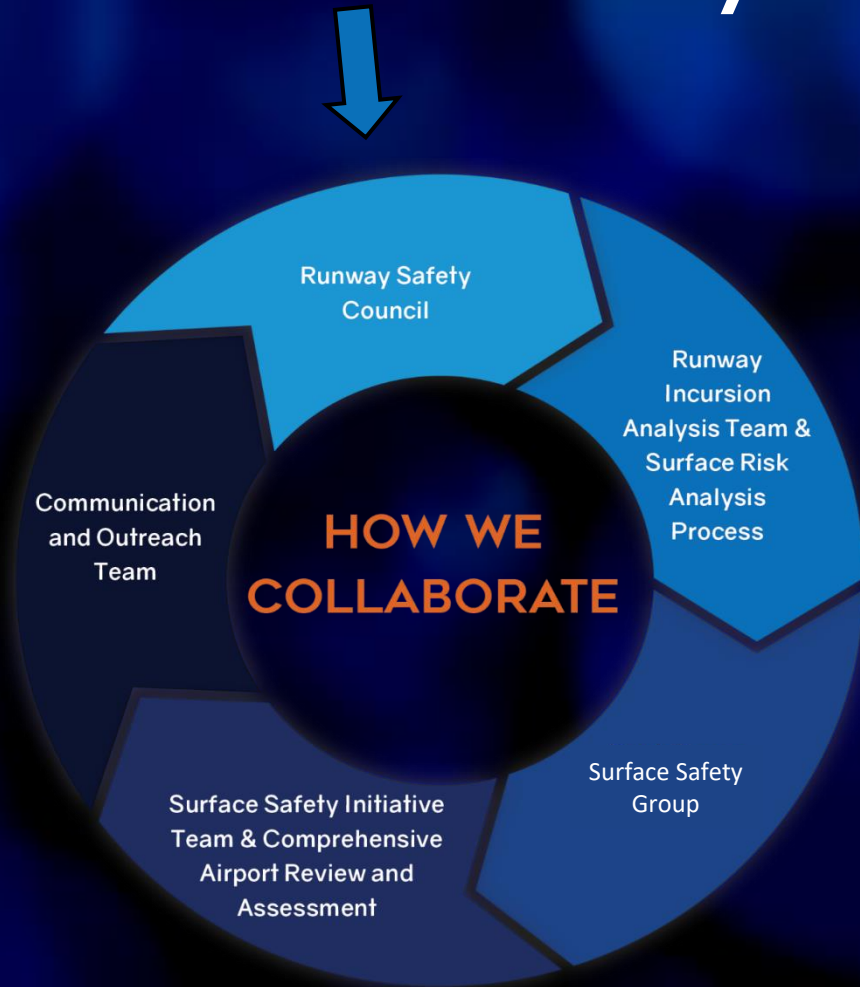 Runway Safety
Council
Runway
Incursion
Analysis Team &
Surface Risk
Analysis
Process
Communication
and Outreach
Team
HOW WE
COLLABORATE
Surface Safety
Group
Surface Safety Initiative
Team & Comprehensive
Airport Review and
Assessment